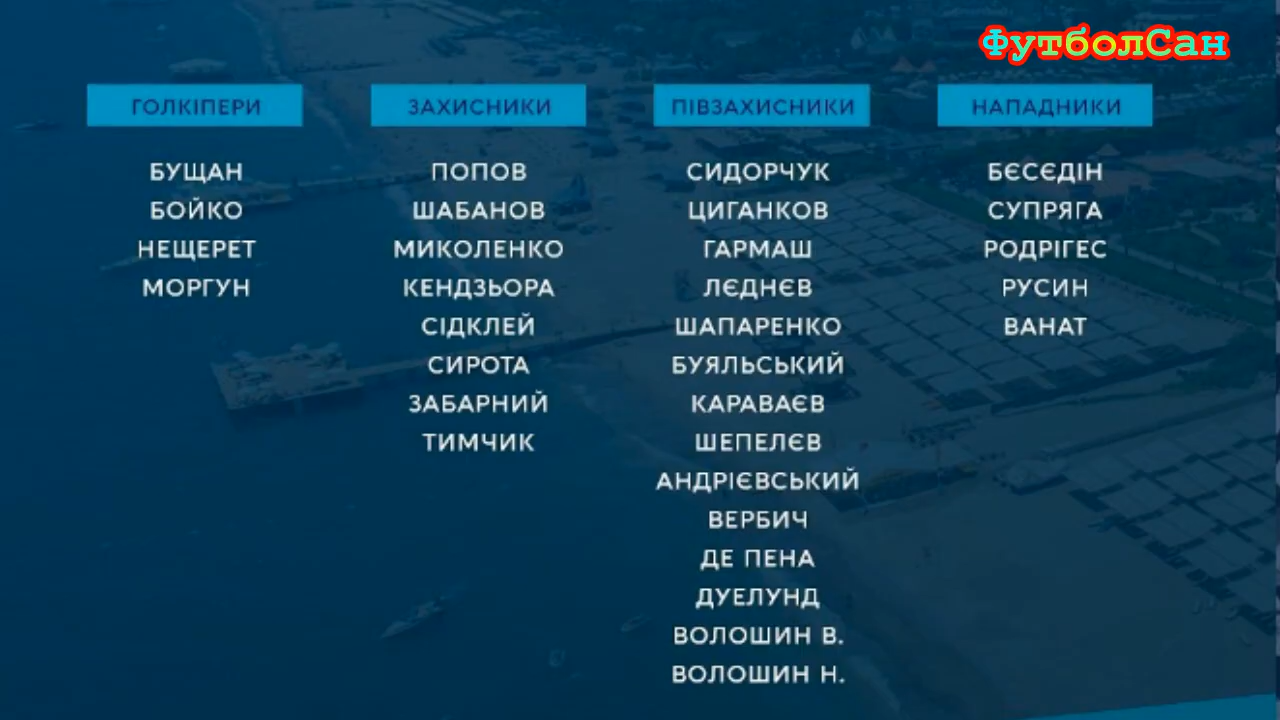 ФутболСан
ГОЛКІПЕРИ
БУЩАН
БОЙКО
НЕЩЕРЕТ
МОРГУН
ЗАХИСНИКИ
ПОПОВ
ШАБАНОВ
МИКОЛЕНКО
КЕНДЗЬОРА
СІДКЛЕЙ
СИРОТА
ЗАБАРНИЙ
ТИМЧИК
ПІВЗАХИСНИКИ
СИДОРЧУК
ЦИГАНКОВ
ГАРМАШ
ЛЄДНЄВ
ШАПАРЕНКО
БУЯЛЬСЬКИЙ
КАРАВАЄВ
ШЕПЕЛЄВ
АНДРІЄВСЬКИЙ
ВЕРБИЧ
ДЕ ПЕНА
ДУЕЛУНД
ВОЛОШИН В.
ВОЛОШИН Н.
НАПАДНИКИ
БЄСЄДІН
СУПРЯГА
РОДРІГЕС
РУСИН
ВАНАТ